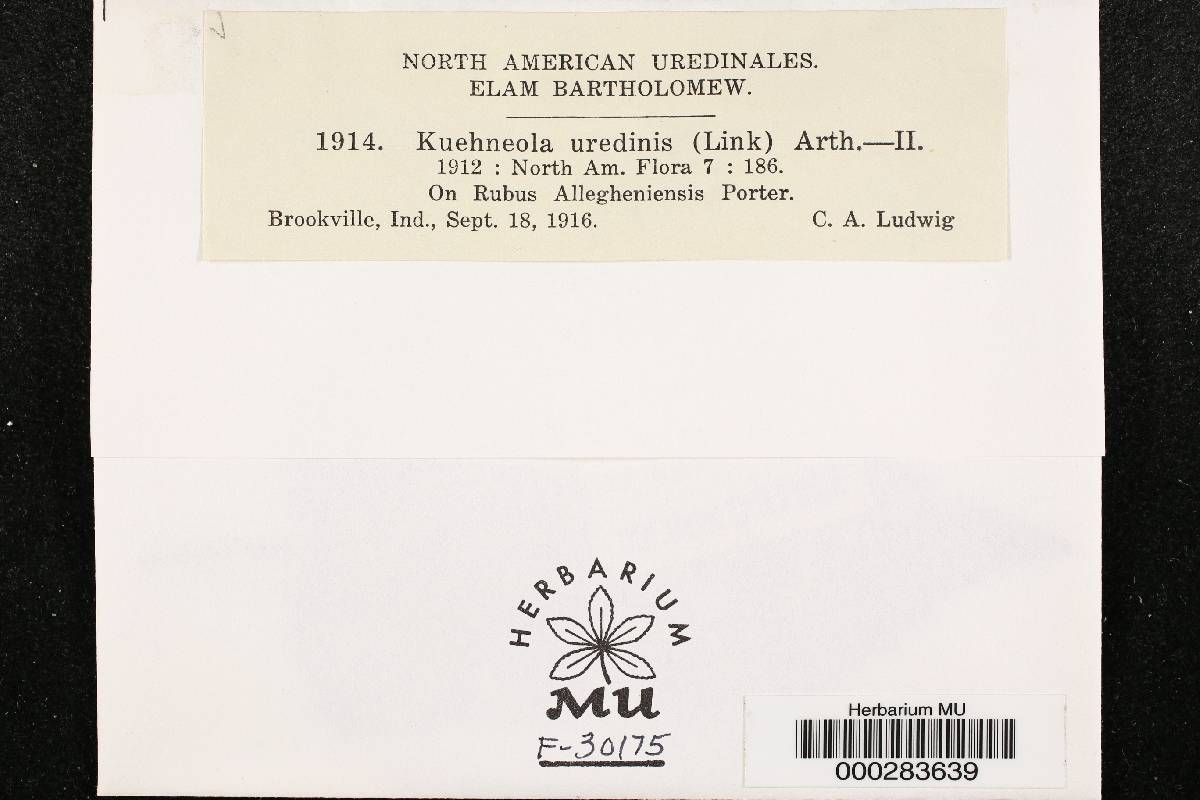 NORTH AMERICAN UREDINALES.
ELAM BARTHOLOMEW.
1914. Kuehneola uredinis (Link) Arth.—II.
1912 : North Am. Flora 7 : 186.
On Rubus Allegheniensis Porter.
Brookville, Ind., Sept. 18, 1916. C. A. Ludwig
HERBARIUM
MU
F-30175
Herbarium MU
000283639